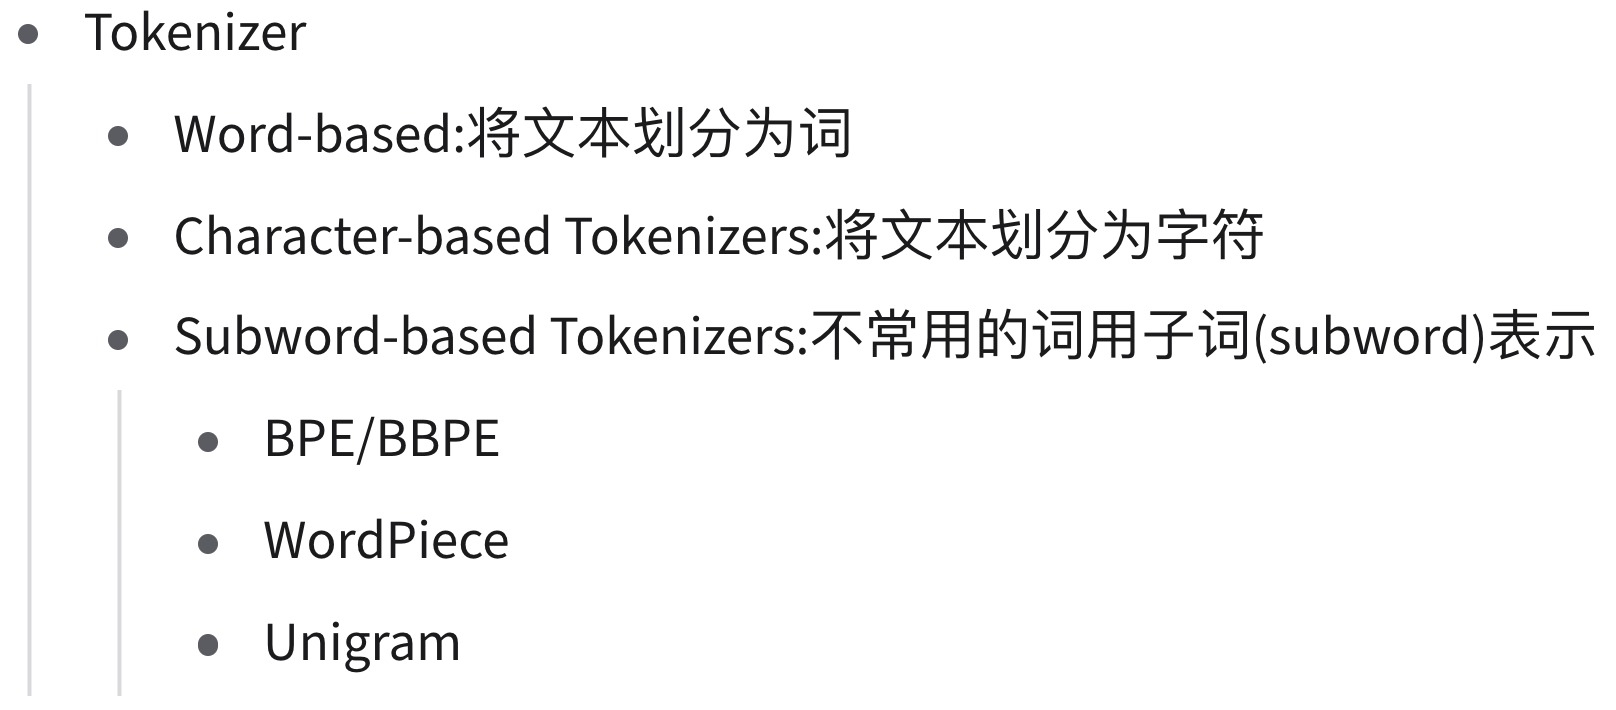 Tokenizer
Word-based:将文本划分为词
Character-based Tokenizers:将文本划分为字符
Subword-based Tokenizers:不常用的词用子词(subword)表示
BPE/BBPE
WordPiece
Unigram